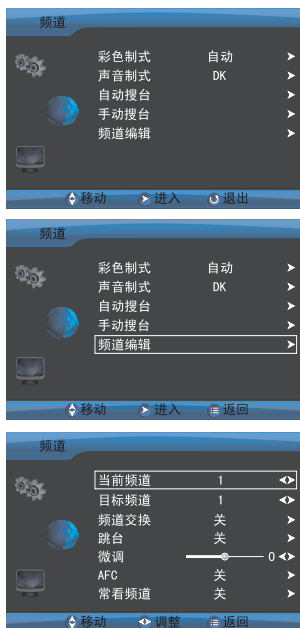 频道
彩色制式 自动
声音制式 DK
自动搜台
手动搜台
频道编辑
移动 进入 退出
频道
彩色制式 自动
声音制式 DK
自动搜台
手动搜台
频道编辑
移动 进入 返回
频道
当前频道 1
目标频道 1
频道交换 关
跳台 关
微调 0
AFC 关
常看频道 关
移动 调整 返回